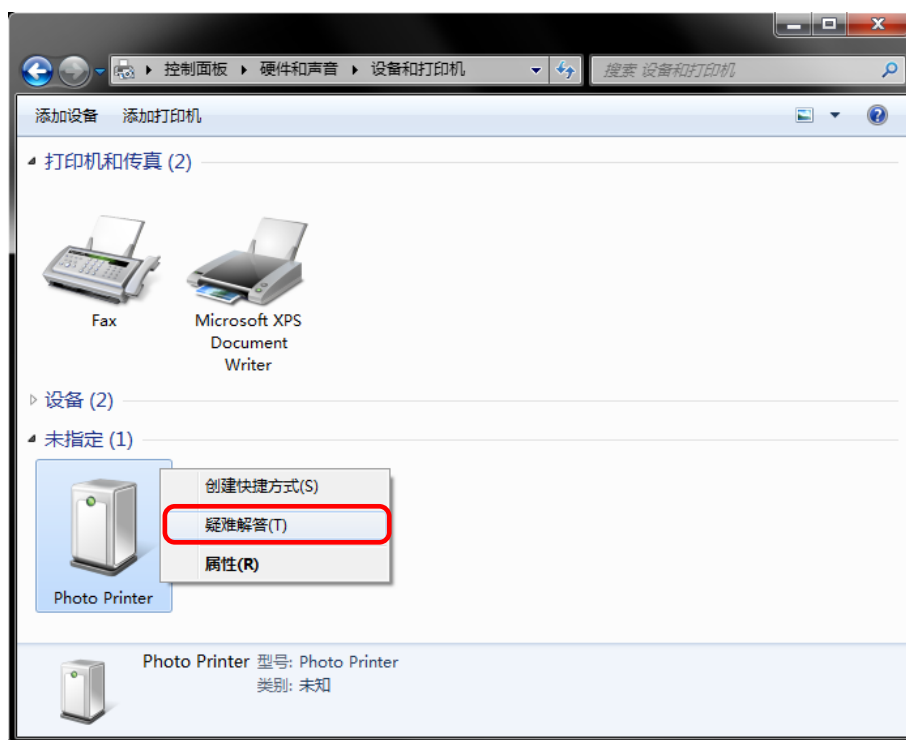 控制面板 硬件和声音 设备和打印机 搜索 设备和打印机
添加设备 添加打印机
打印机和传真 (2)
Fax
Microsoft XPS
Document
Writer
设备 (2)
未指定 (1)
创建快捷方式(S)
疑难解答(T)
属性(R)
Photo Printer
Photo Printer 型号: Photo Printer
类别: 未知